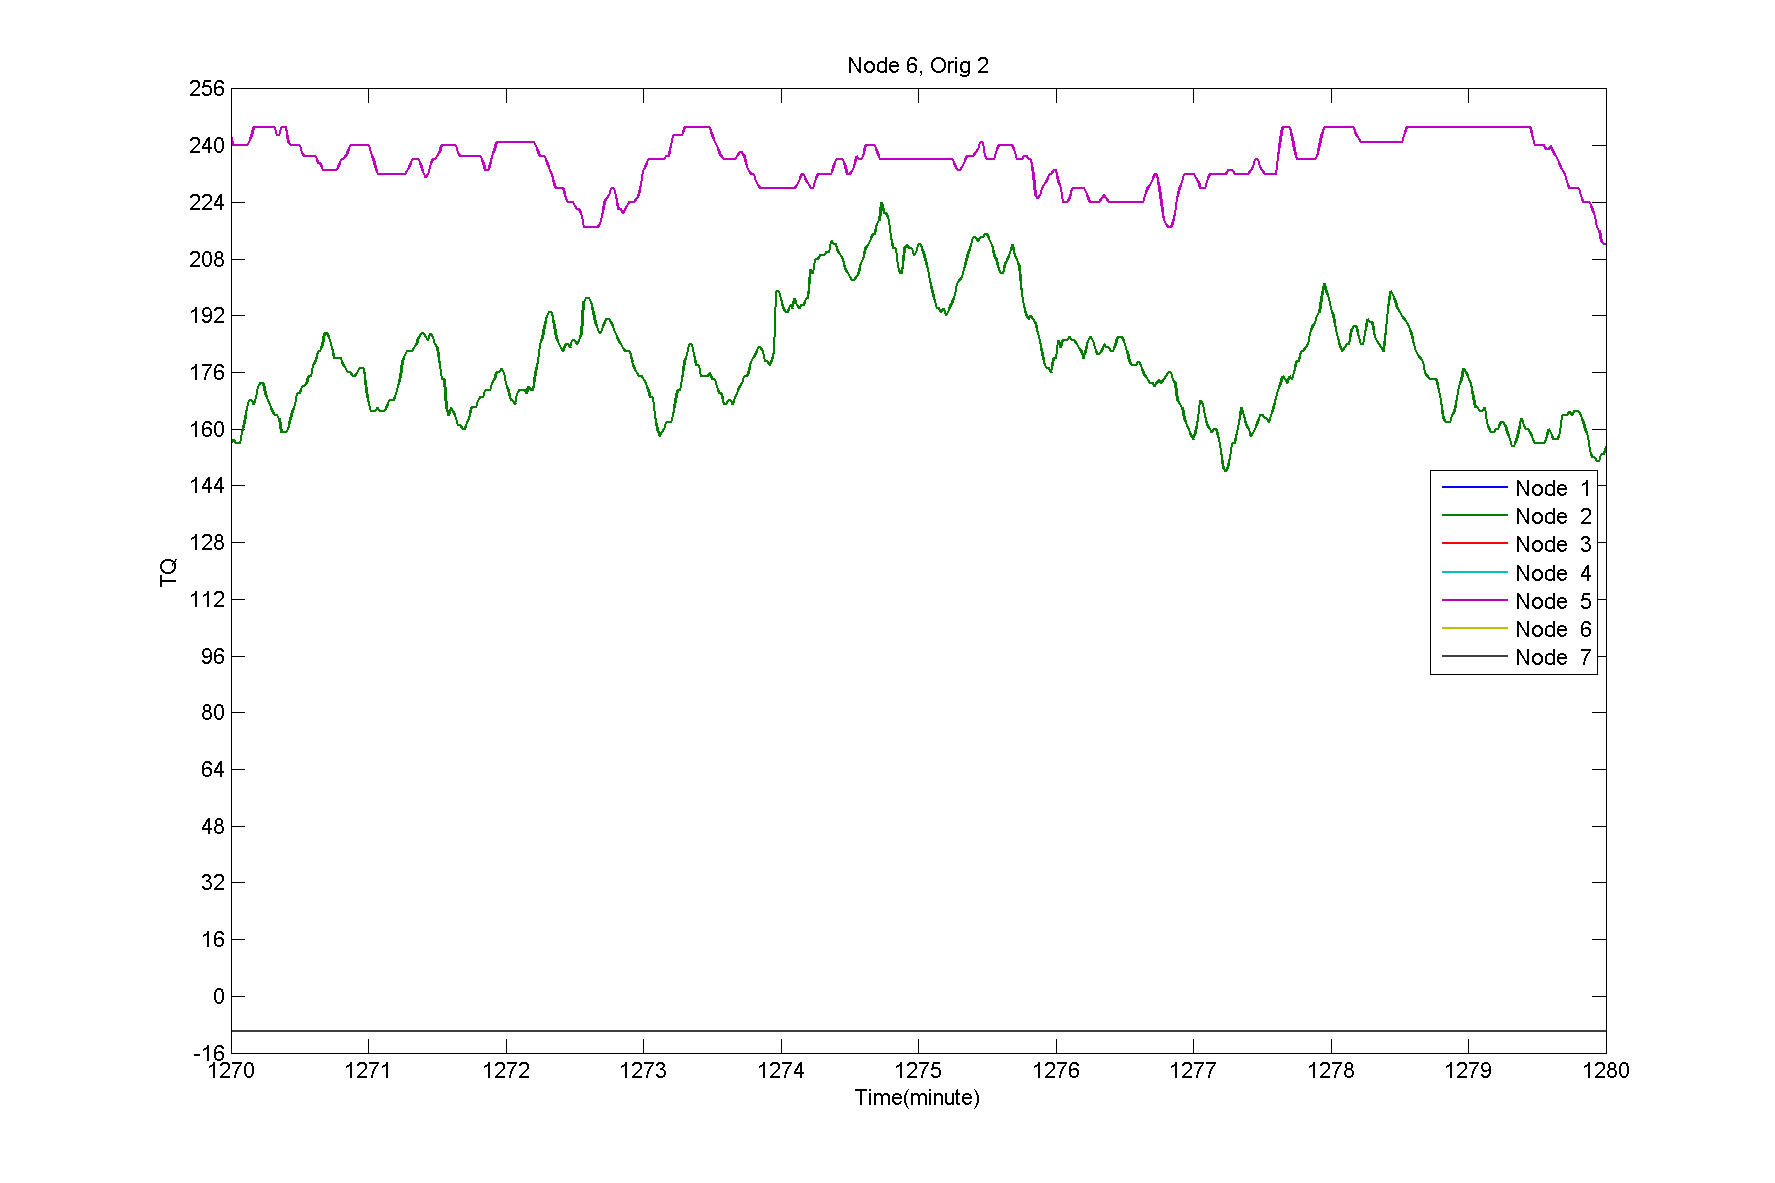 Node 6, Orig 2
256
240
224
208
192
176
160
144
128
112
96
80
64
48
32
16
0
-16
TQ
Node 1
Node 2
Node 3
Node 4
Node 5
Node 6
Node 7
1270 1271 1272 1273 1274 1275 1276 1277 1278 1279 1280
Time(minute)